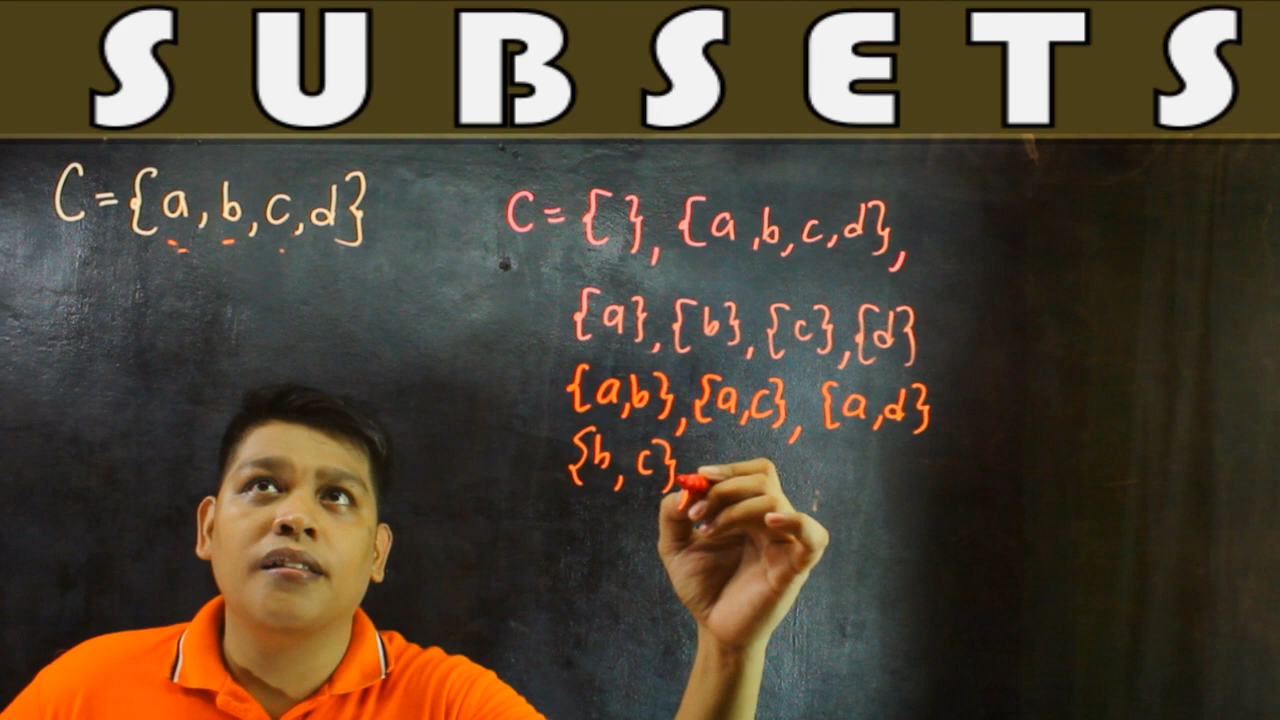 SUBSETS
C={a,b,c,d}
C={ }, {a,b,c,d},
{a},{b},{c},{d}
{a,b},{a,c}, {a,d}
{b,c},